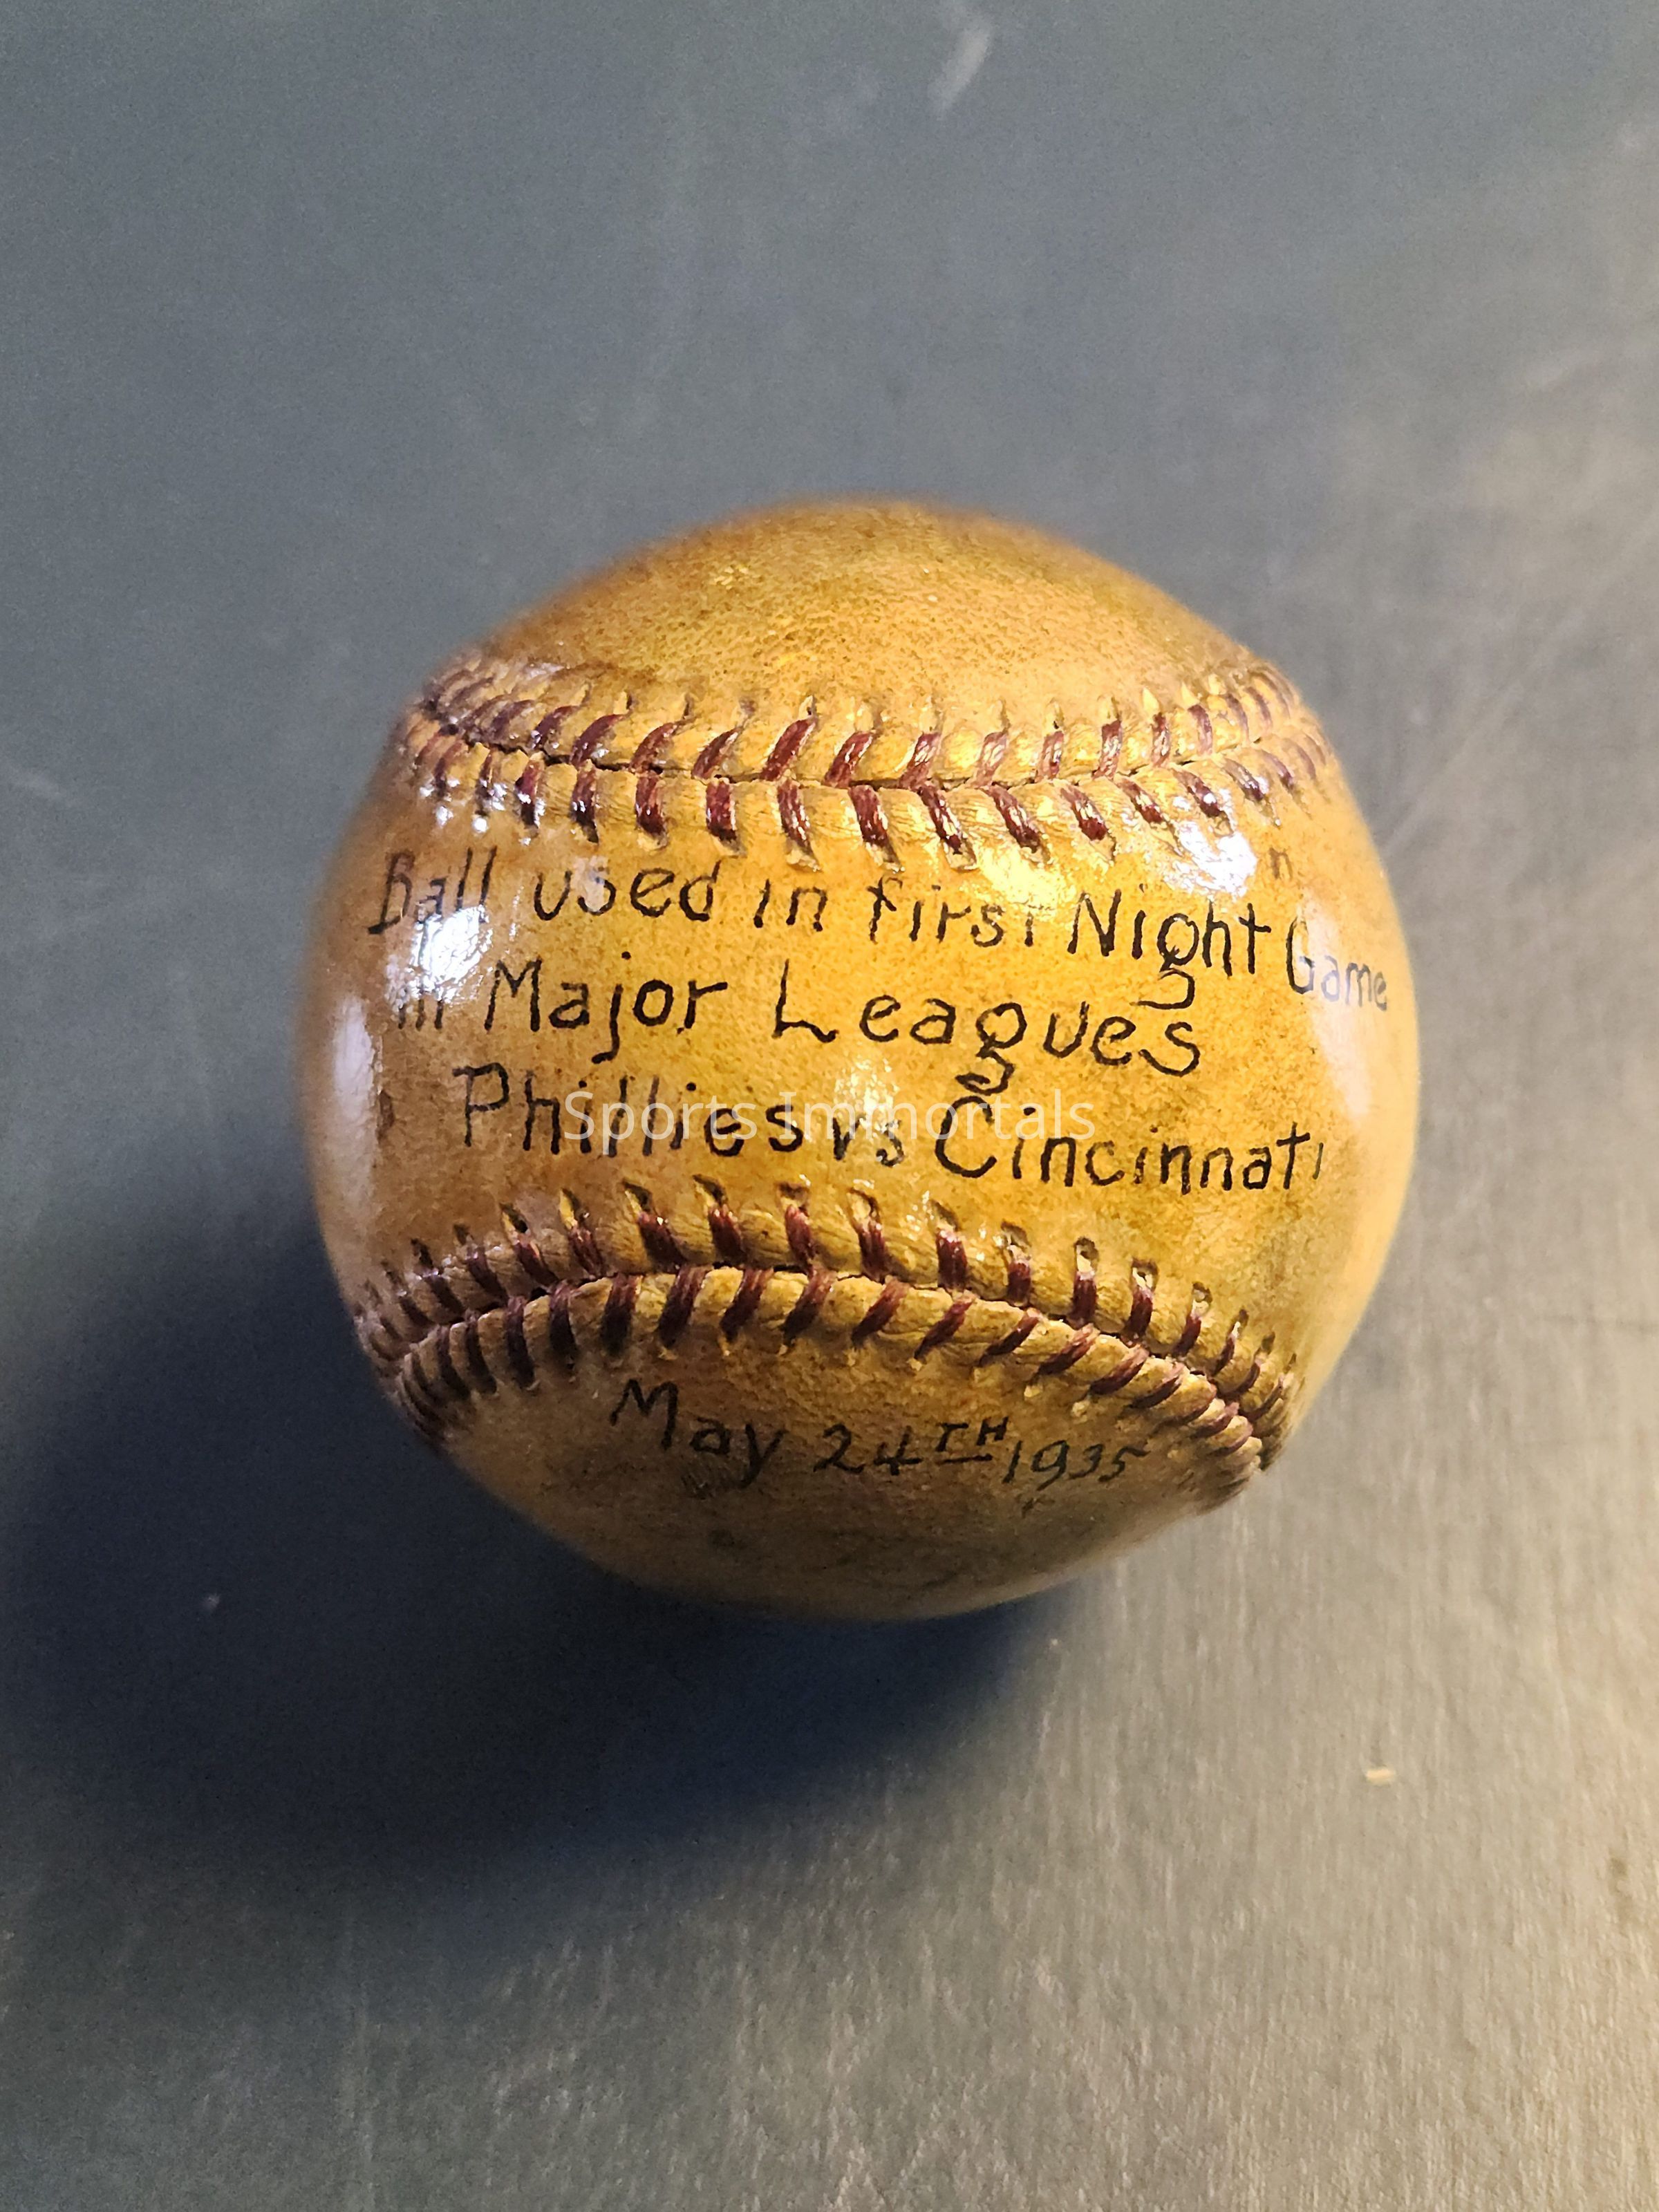 Ball used in first Night Game
in Major Leagues
Phillies vs Cincinnati
Sports Immortals
May 24TH 1935